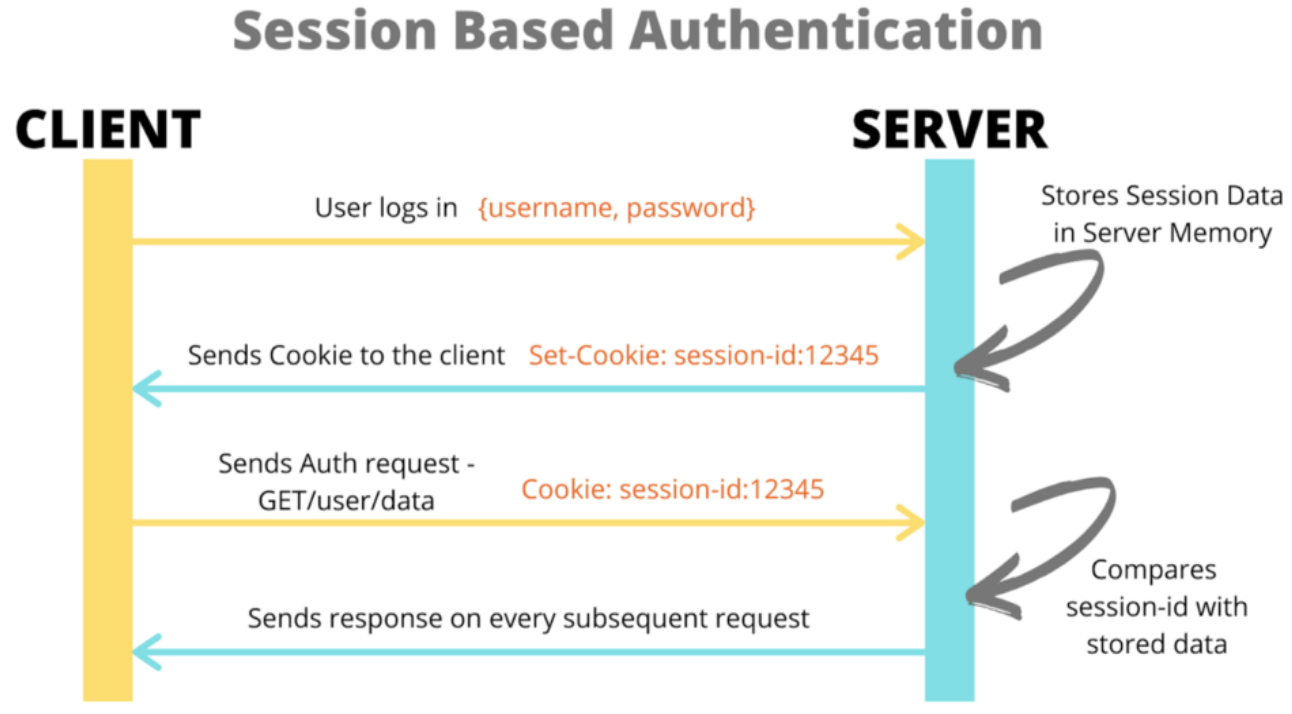 Session Based Authentication
CLIENT
SERVER
User logs in {username, password}
Stores Session Data
in Server Memory
Sends Cookie to the client Set-Cookie: session-id:12345
Sends Auth request -
GET/user/data
Cookie: session-id:12345
Compares
session-id with
stored data
Sends response on every subsequent request